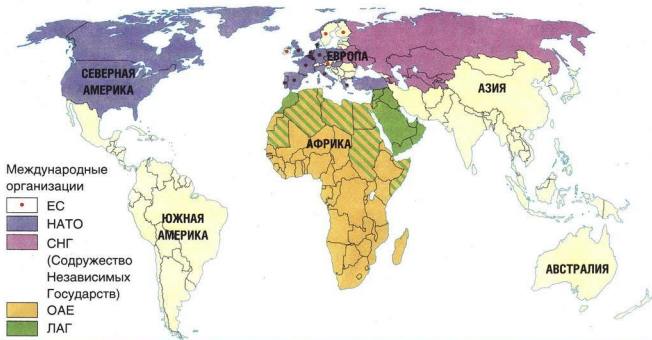 СЕВЕРНАЯ
АМЕРИКА
ЕВРОПА
АЗИЯ
АФРИКА
ЮЖНАЯ
АМЕРИКА
АВСТРАЛИЯ
Международные
организации
ЕС
НАТО
СНГ
(Содружество
Независимых
Государств)
ОАЕ
ЛАГ